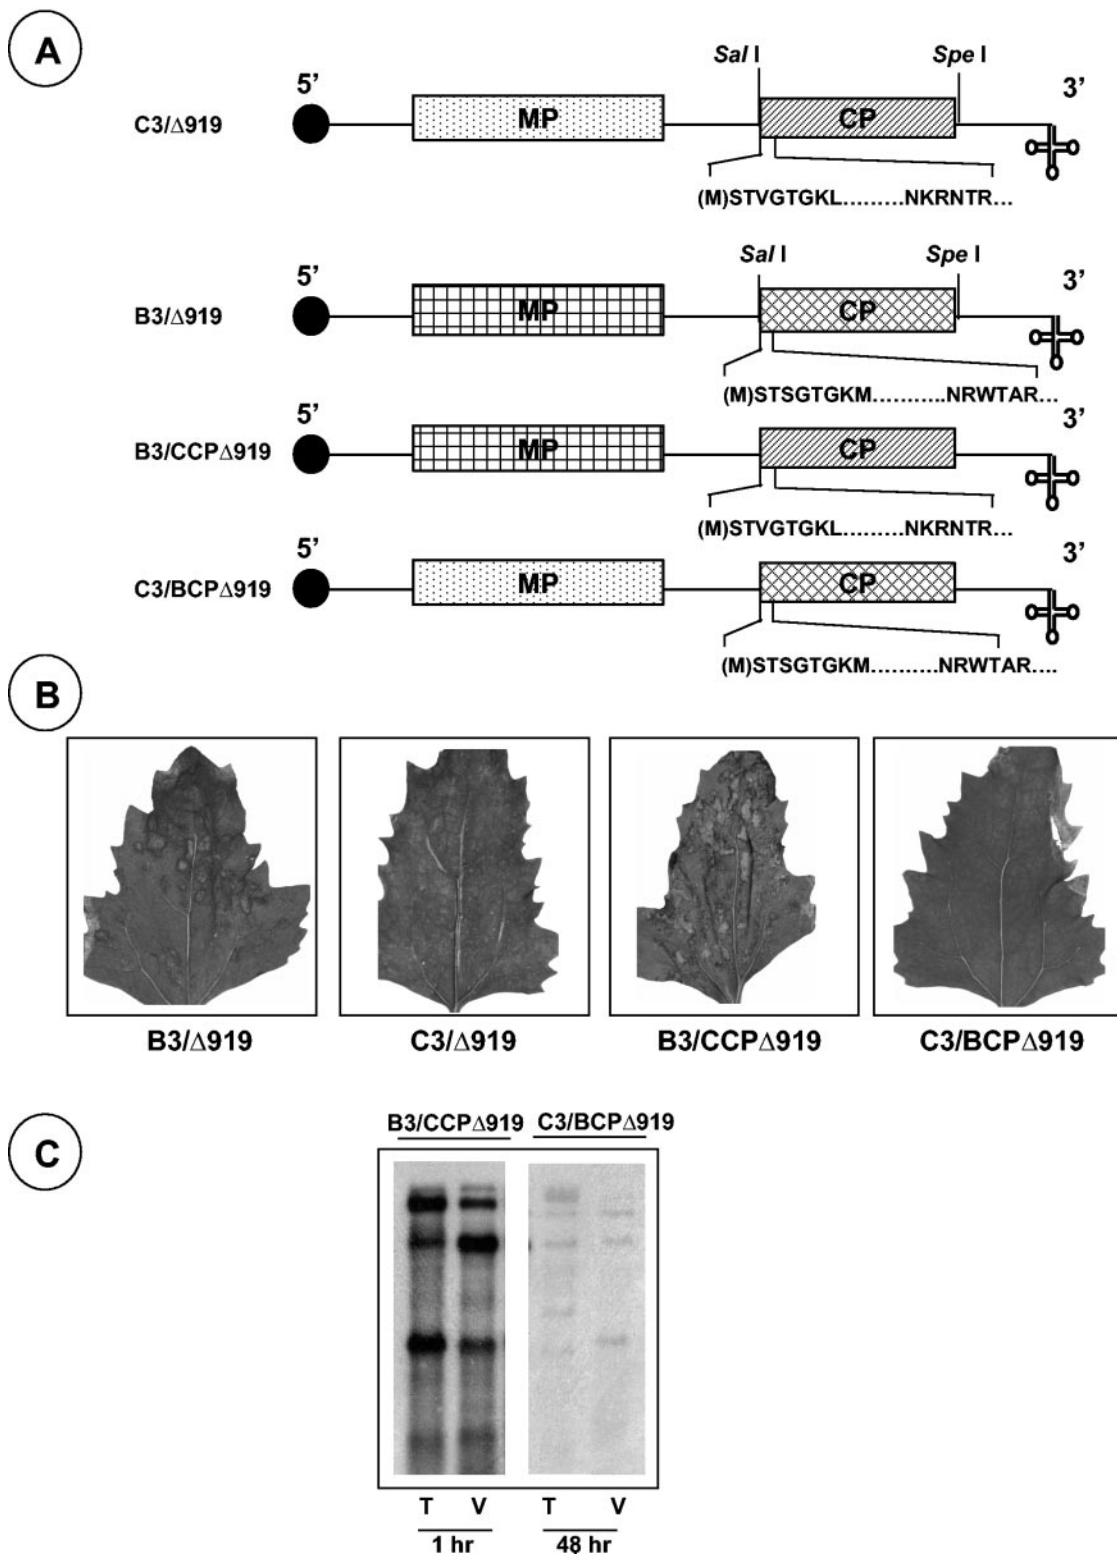 A
Sal I Spe I
5’ 3’
C3/Δ919 MP CP
(M)STVGTGKL.........NKRNTR...
Sal I Spe I
5’ 3’
B3/Δ919 MP CP
(M)STSGTGKM...........NRWTAR...
5’ 3’
B3/CCPΔ919 MP CP
(M)STVGTGKL.........NKRNTR...
5’ 3’
C3/BCPΔ919 MP CP
(M)STSGTGKM..........NRWTAR....
B
B3/Δ919 C3/Δ919 B3/CCPΔ919 C3/BCPΔ919
C
B3/CCPΔ919 C3/BCPΔ919
T V T V
1 hr 48 hr